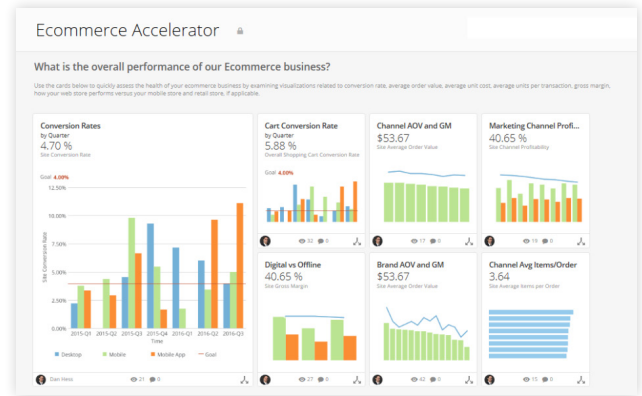 Ecommerce Accelerator
What is the overall performance of our Ecommerce business?
Use the cards below to quickly assess the health of your ecommerce business by examining visualizations related to conversion rate, average order value, average unit cost, average units per transaction, gross margin,
how your web store performs versus your mobile store and retail store, if applicable.
Conversion Rates
by Quarter
4.70 %
Site Conversion Rate
Goal 4.00%
12.50%
10.00%
7.50%
5.00%
2.50%
0.00%
Site Conversion Rate
2015-Q1 2015-Q2 2015-Q3 2015-Q4 2016-Q1 2016-Q2 2016-Q3
Time
Desktop Mobile Mobile App Goal
Dan Hess 21 0
Cart Conversion Rate
by Quarter
5.88 %
Overall Shopping Cart Conversion Rate
Goal 4.00%
32 0
Channel AOV and GM
$53.67
Site Average Order Value
17 0
Marketing Channel Profi...
40.65 %
Site Channel Profitability
19 0
Digital vs Offline
40.65 %
Site Gross Margin
27 0
Brand AOV and GM
$53.67
Site Average Order Value
42 0
Channel Avg Items/Order
3.64
Site Average Items per Order
15 0